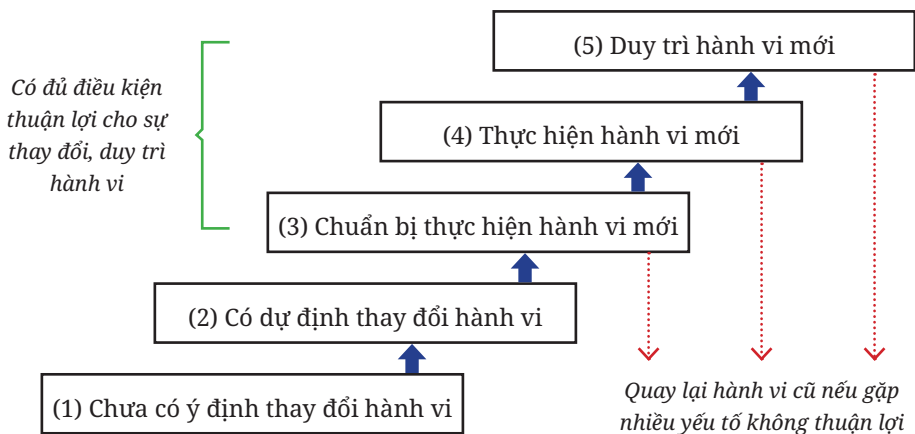 (5) Duy trì hành vi mới
Có đủ điều kiện
thuận lợi cho sự
thay đổi, duy trì
hành vi
(4) Thực hiện hành vi mới
(3) Chuẩn bị thực hiện hành vi mới
(2) Có dự định thay đổi hành vi
(1) Chưa có ý định thay đổi hành vi
Quay lại hành vi cũ nếu gặp
nhiều yếu tố không thuận lợi